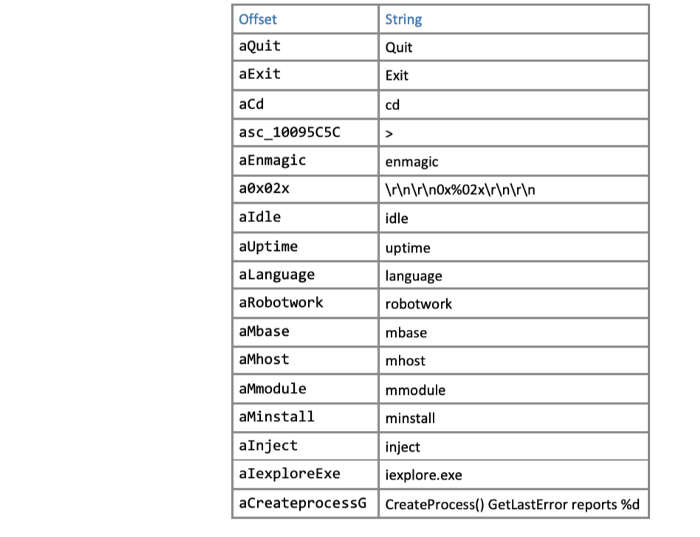 Offset String
aQuit Quit
aExit Exit
aCd cd
asc_10095C5C >
aEnmagic enmagic
a0x02x \r\n\r\n0x%02x\r\n\r\n
aIdle idle
aUptime uptime
aLanguage language
aRobotwork robotwork
aMbase mbase
aMhost mhost
aMmodule mmodule
aMinstall minstall
aInject inject
aIexploreExe iexplore.exe
aCreateprocessG CreateProcess() GetLastError reports %d